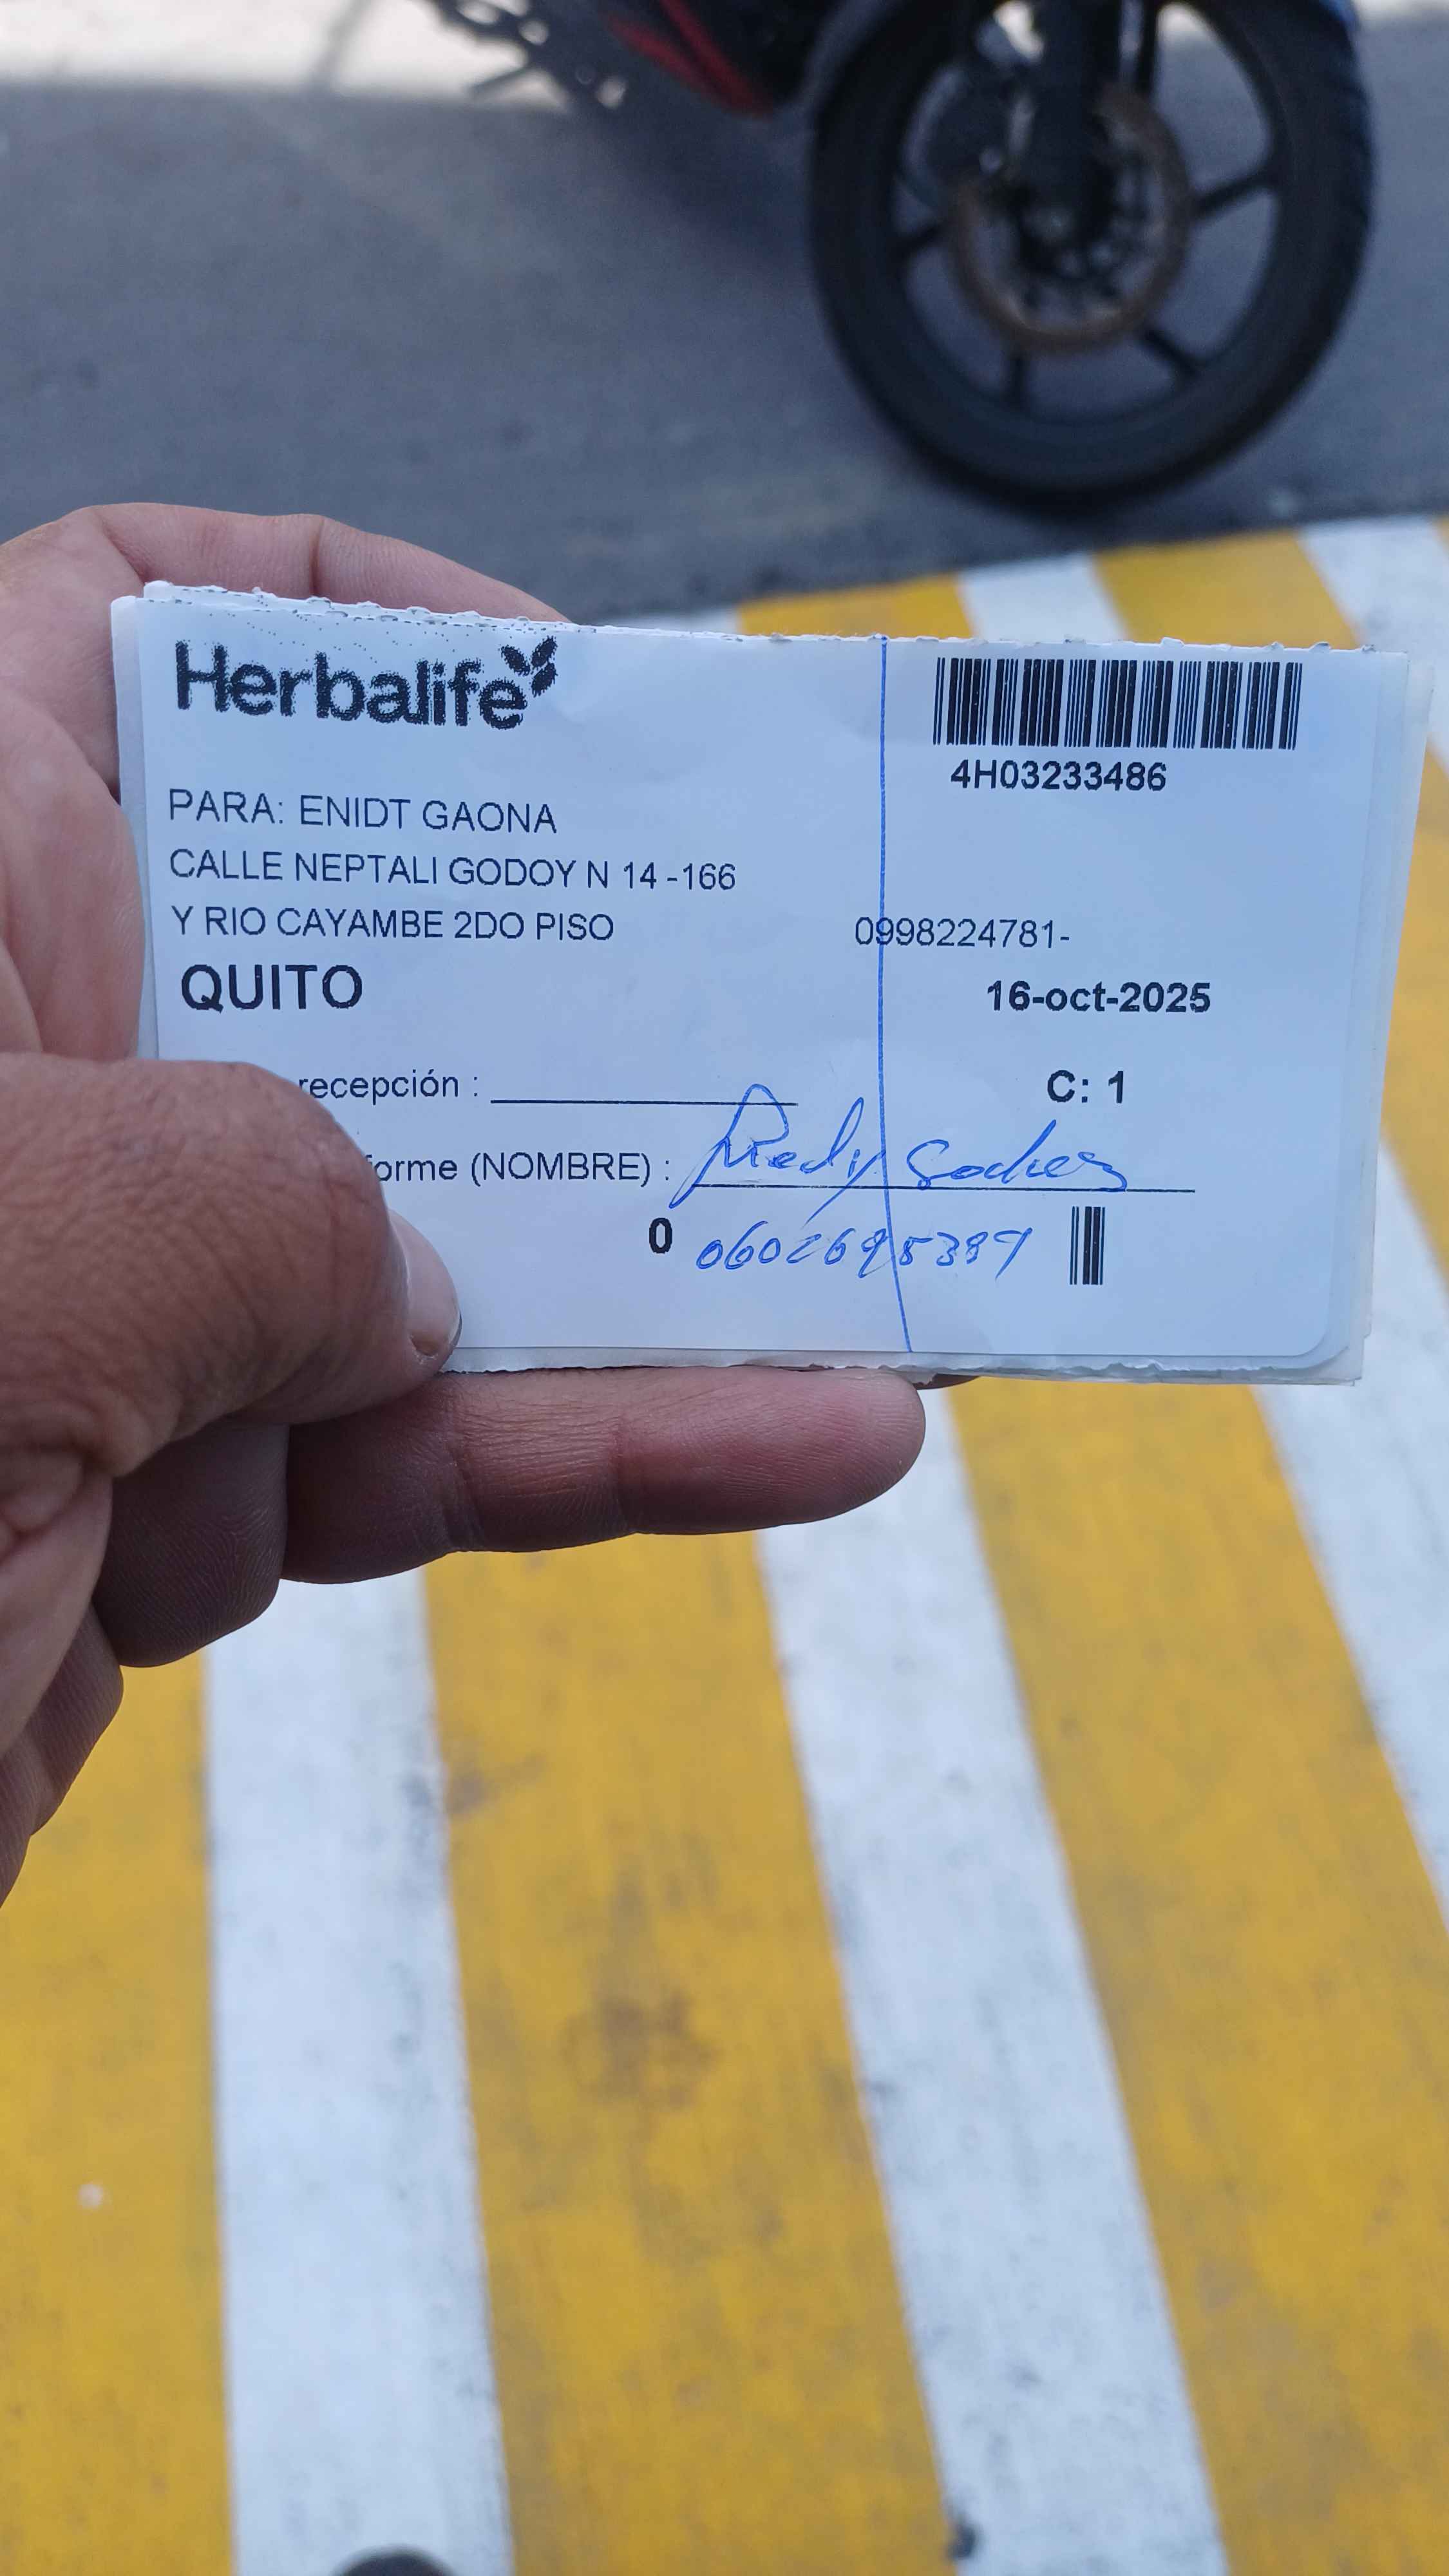 Herbalife
4H03233486
PARA: ENIDT GAONA
CALLE NEPTALI GODOY N 14 -166
Y RIO CAYAMBE 2DO PISO 0998224781-
QUITO 16-oct-2025
recepción : C: 1
forme (NOMBRE) :
0